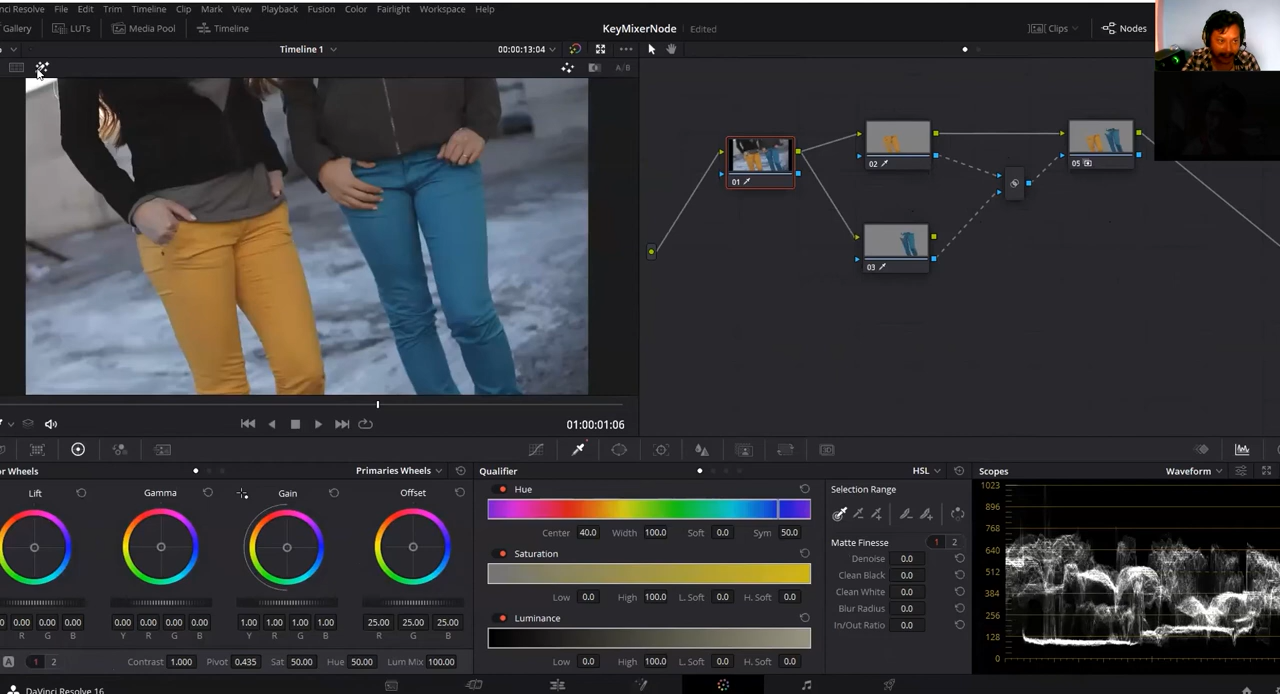 nci Resolve File Edit Trim Timeline Clip Mark View Playback Fusion Color Fairlight Workspace Help
Gallery LUTs Media Pool Timeline KeyMixerNode Edited Clips Nodes
Timeline 1 00:00:13:04
A/B
01
02
05
03
01:00:01:06
or Wheels Primaries Wheels Qualifier HSL Scopes Waveform
Lift Gamma Gain Offset
Hue
Center 40.0 Width 100.0 Soft 0.0 Sym 50.0
Saturation
Low 0.0 High 100.0 L. Soft 0.0 H. Soft 0.0
Luminance
Low 0.0 High 100.0 L. Soft 0.0 H. Soft 0.0
Selection Range
Matte Finesse 1 2
Denoise 0.0
Clean Black 0.0
Clean White 0.0
Blur Radius 0.0
In/Out Ratio 0.0
1023
896
768
640
512
384
256
128
0
0.00 0.00 0.00 0.00 0.00 0.00 0.00 1.00 1.00 1.00 1.00 25.00 25.00 25.00
R G B Y R G B Y R G B R G B
A 1 2 Contrast 1.000 Pivot 0.435 Sat 50.00 Hue 50.00 Lum Mix 100.00
DaVinci Resolve 16